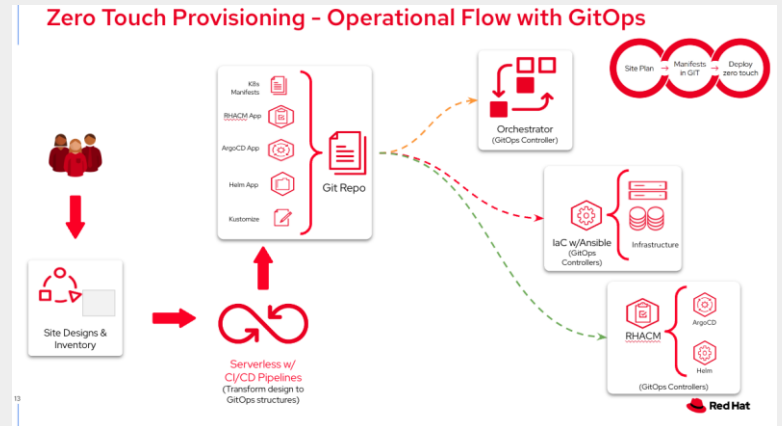 Zero Touch Provisioning - Operational Flow with GitOps
Site Plan
Manifests
in GIT
Deploy
zero touch
K8s
Manifests
RHACM App
ArgoCD App
Helm App
Kustomize
Git Repo
Orchestrator
(GitOps Controller)
IaC w/Ansible
(GitOps
Controllers)
Infrastructure
RHACM
ArgoCD
Helm
(GitOps Controllers)
Site Designs &
Inventory
Serverless w/
CI/CD Pipelines
(Transform design to
GitOps structures)
13
Red Hat